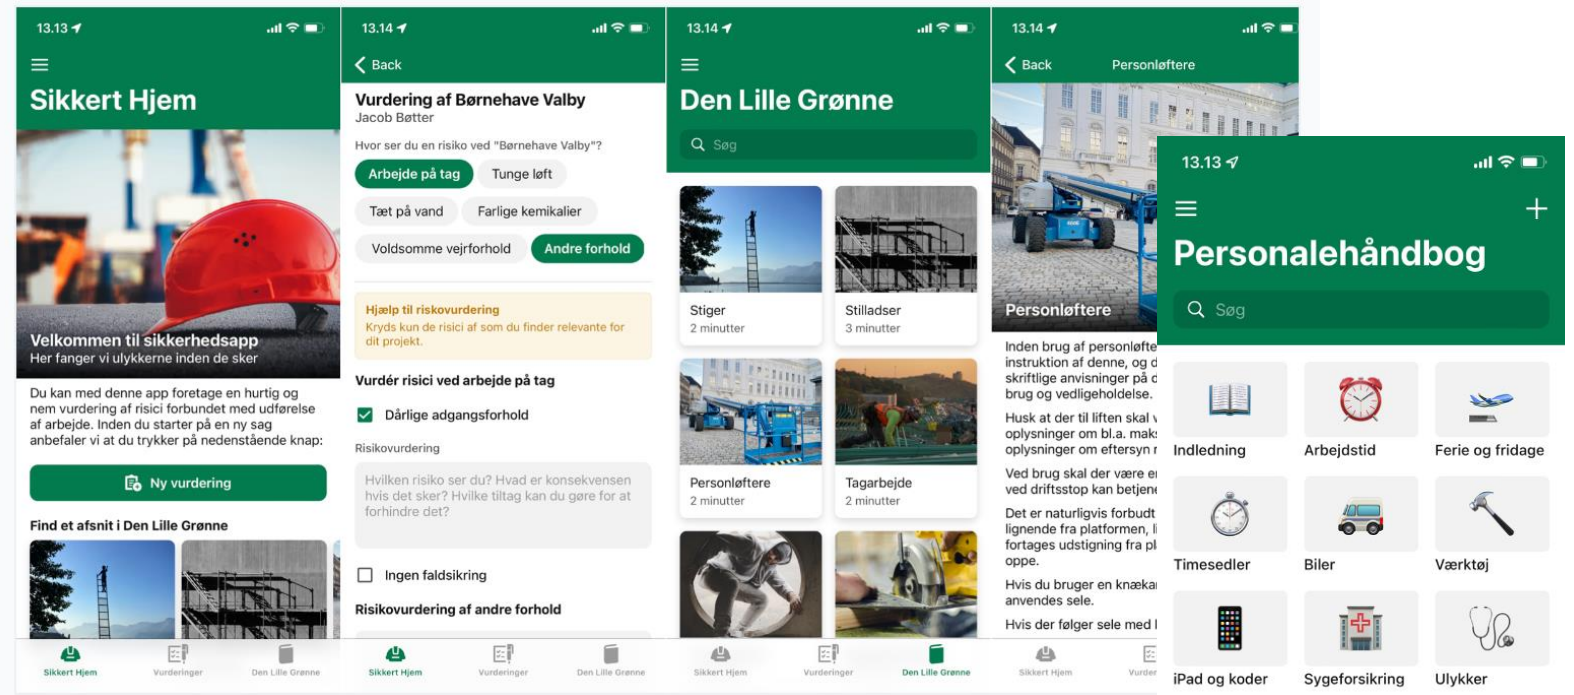 13.13
Sikkert Hjem
Velkommen til sikkerhedsapp
Her fanger vi ulykkerne inden de sker
Du kan med denne app foretage en hurtig og
nem vurdering af risici forbundet med udførelse
af arbejde. Inden du starter på en ny sag
anbefaler vi at du trykker på nedenstående knap:
Ny vurdering
Find et afsnit i Den Lille Grønne
Sikkert Hjem
Vurderinger
Den Lille Grønne
13.14
Back
Vurdering af Børnehave Valby
Jacob Bøtter
Hvor ser du en risiko ved "Børnehave Valby"?
Arbejde på tag
Tunge løft
Tæt på vand
Farlige kemikalier
Voldsomme vejrforhold
Andre forhold
Hjælp til riskovurdering
Kryds kun de risici af som du finder relevante for
dit projekt.
Vurdér risici ved arbejde på tag
Dårlige adgangsforhold
Risikovurdering
Hvilken risiko ser du? Hvad er konsekvensen
hvis det sker? Hvilke tiltag kan du gøre for at
forhindre det?
Ingen faldsikring
Risikovurdering af andre forhold
Sikkert Hjem
Vurderinger
Den Lille Grønne
13.14
Den Lille Grønne
Søg
Stiger
2 minutter
Stilladser
3 minutter
Personløftere
2 minutter
Tagarbejde
2 minutter
Sikkert Hjem
Vurderinger
Den Lille Grønne
13.14
Back
Personløftere
Personløftere
Inden brug af personløfte
instruktion af denne, og d
skriftlige anvisninger på d
brug og vedligeholdelse.
Husk at der til liften skal v
oplysninger om bl.a. maks
oplysninger om eftersyn r
Ved brug skal der være er
ved driftsstop kan betjene
Det er naturligvis forbudt
lignende fra platformen, li
fortages udstigning fra pl
oppe.
Hvis du bruger en knækar
anvendes sele.
Hvis der følger sele med l
Sikkert Hjem
Vurder
13.13
Personalehåndbog
Søg
Indledning
Arbejdstid
Ferie og fridage
Timesedler
Biler
Værktøj
iPad og koder
Sygeforsikring
Ulykker